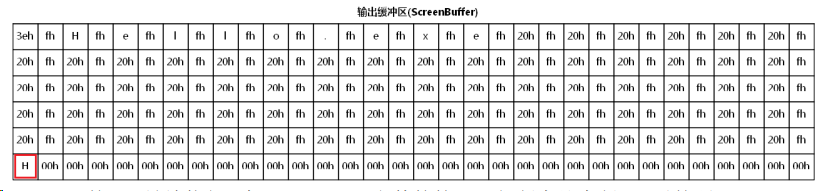 输出缓冲区(ScreenBuffer)
3eh fh H fh e fh l fh l fh o fh . fh e fh x fh e fh 20h fh 20h fh 20h fh 20h fh 20h fh 20h fh
20h fh 20h fh 20h fh 20h fh 20h fh 20h fh 20h fh 20h fh 20h fh 20h fh 20h fh 20h fh 20h fh 20h fh 20h fh 20h fh
20h fh 20h fh 20h fh 20h fh 20h fh 20h fh 20h fh 20h fh 20h fh 20h fh 20h fh 20h fh 20h fh 20h fh 20h fh 20h fh
20h fh 20h fh 20h fh 20h fh 20h fh 20h fh 20h fh 20h fh 20h fh 20h fh 20h fh 20h fh 20h fh 20h fh 20h fh 20h fh
20h fh 20h fh 20h fh 20h fh 20h fh 20h fh 20h fh 20h fh 20h fh 20h fh 20h fh 20h fh 20h fh 20h fh 20h fh 20h fh
H 00h 00h 00h 00h 00h 00h 00h 00h 00h 00h 00h 00h 00h 00h 00h 00h 00h 00h 00h 00h 00h 00h 00h 00h 00h 00h 00h 00h 00h 00h 00h